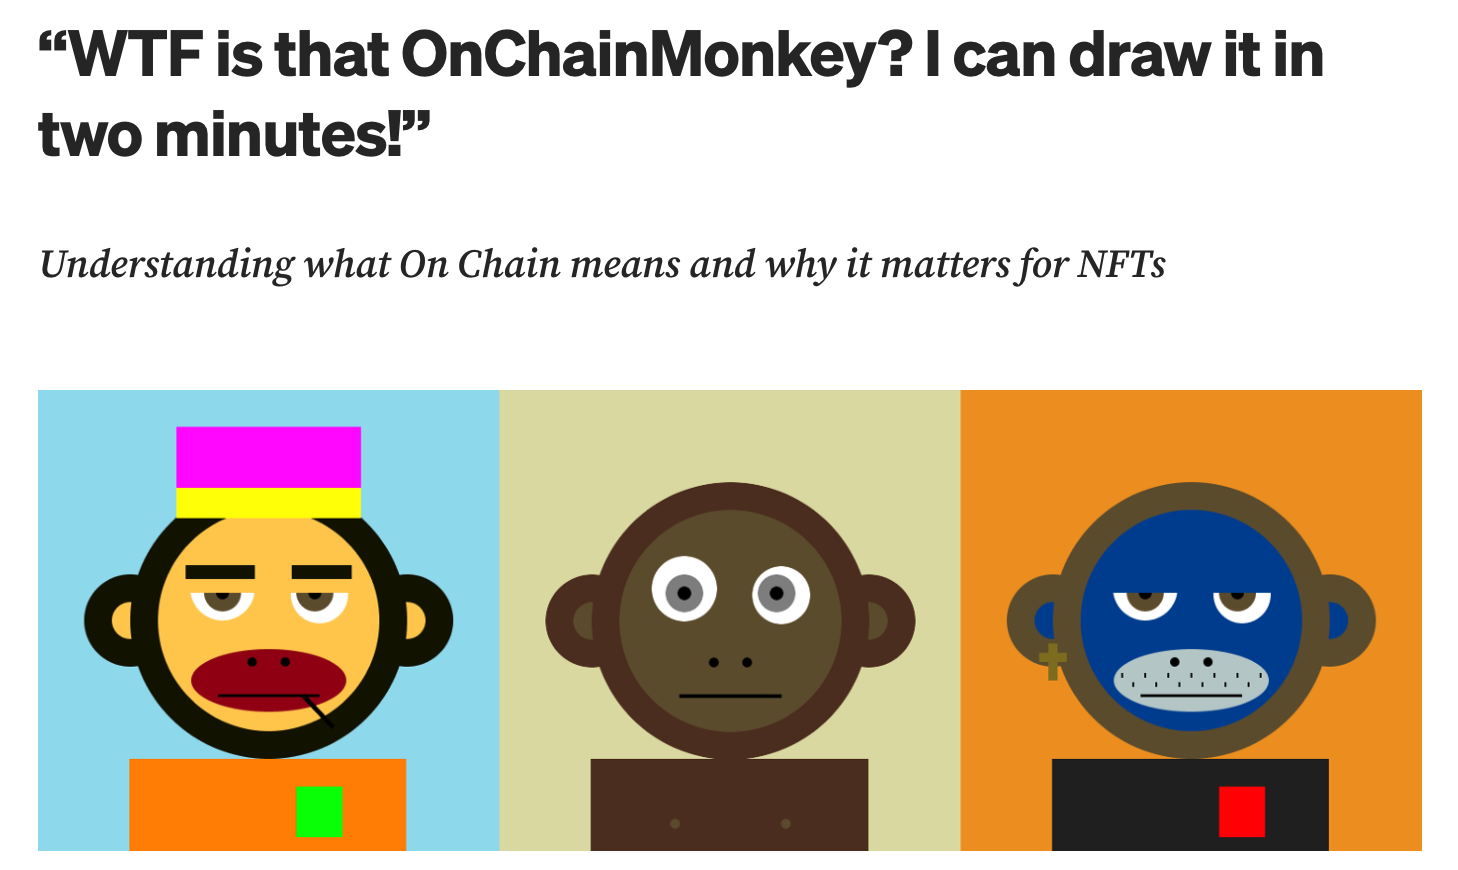 “WTF is that OnChainMonkey? I can draw it in
two minutes!”
Understanding what On Chain means and why it matters for NFTs